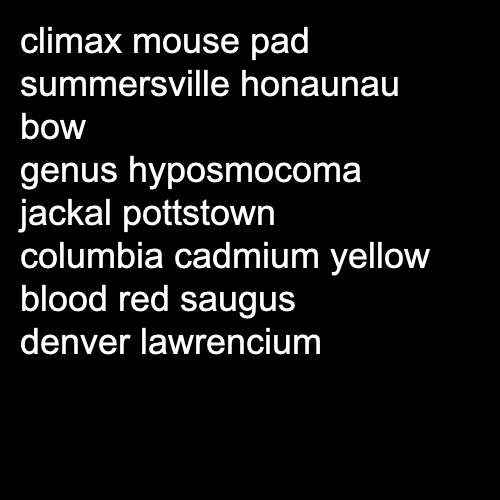 climax mouse pad
summersville honaunau
bow
genus hyposmocoma
jackal pottstown
columbia cadmium yellow
blood red saugus
denver lawrencium